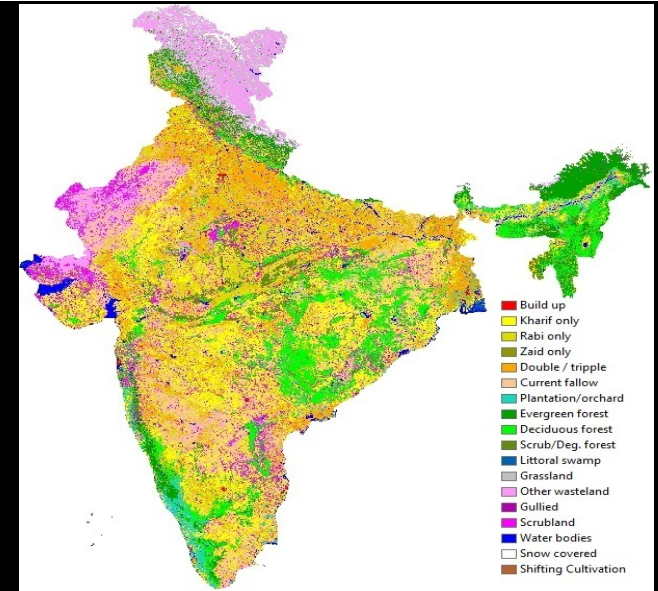 Build up
Kharif only
Rabi only
Zaid only
Double / tripple
Current fallow
Plantation/orchard
Evergreen forest
Deciduous forest
Scrub/Deg. forest
Littoral swamp
Grassland
Other wasteland
Gullied
Scrubland
Water bodies
Snow covered
Shifting Cultivation